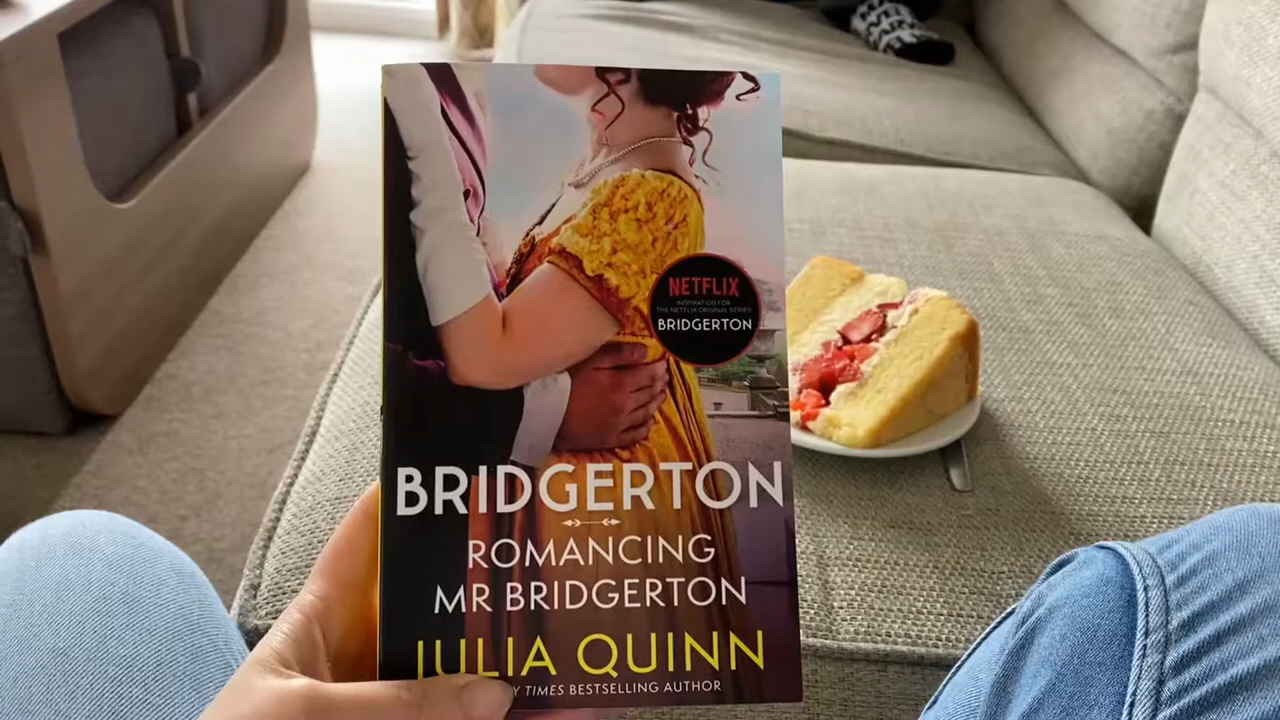 NETFLIX
INSPIRATION FOR
THE NETFLIX ORIGINAL SERIES
BRIDGERTON
BRIDGERTON
ROMANCING
MR BRIDGERTON
JULIA QUINN
TIMES BESTSELLING AUTHOR